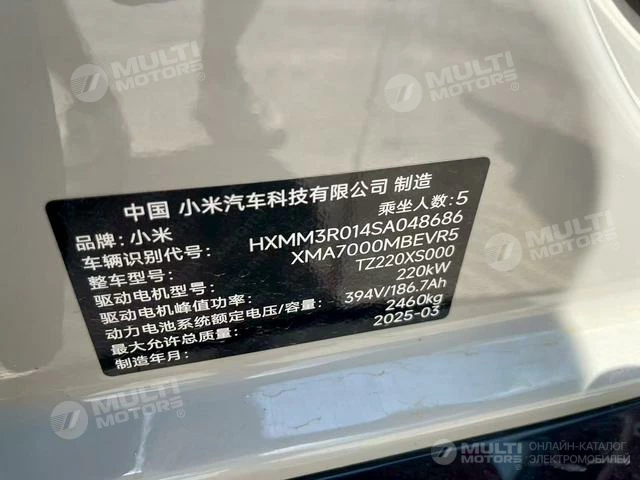 MULTI MOTORS
MULTI MOTORS
中国 小米汽车科技有限公司 制造
品牌: 小米 乘坐人数: 5
车辆识别代号: HXMM3R014SA048686
整车型号: XMA7000MBEVR5
驱动电机型号: TZ220XS000
驱动电机峰值功率: 220kW
动力电池系统额定电压/容量: 394V/186.7Ah
最大允许总质量: 2460kg
制造年月: 2025-03
MULTI MOTORS
MULTI MOTORS
MULTI MOTORS
ОНЛАЙН-КАТАЛОГ
ЭЛЕКТРОМОБИЛЕЙ